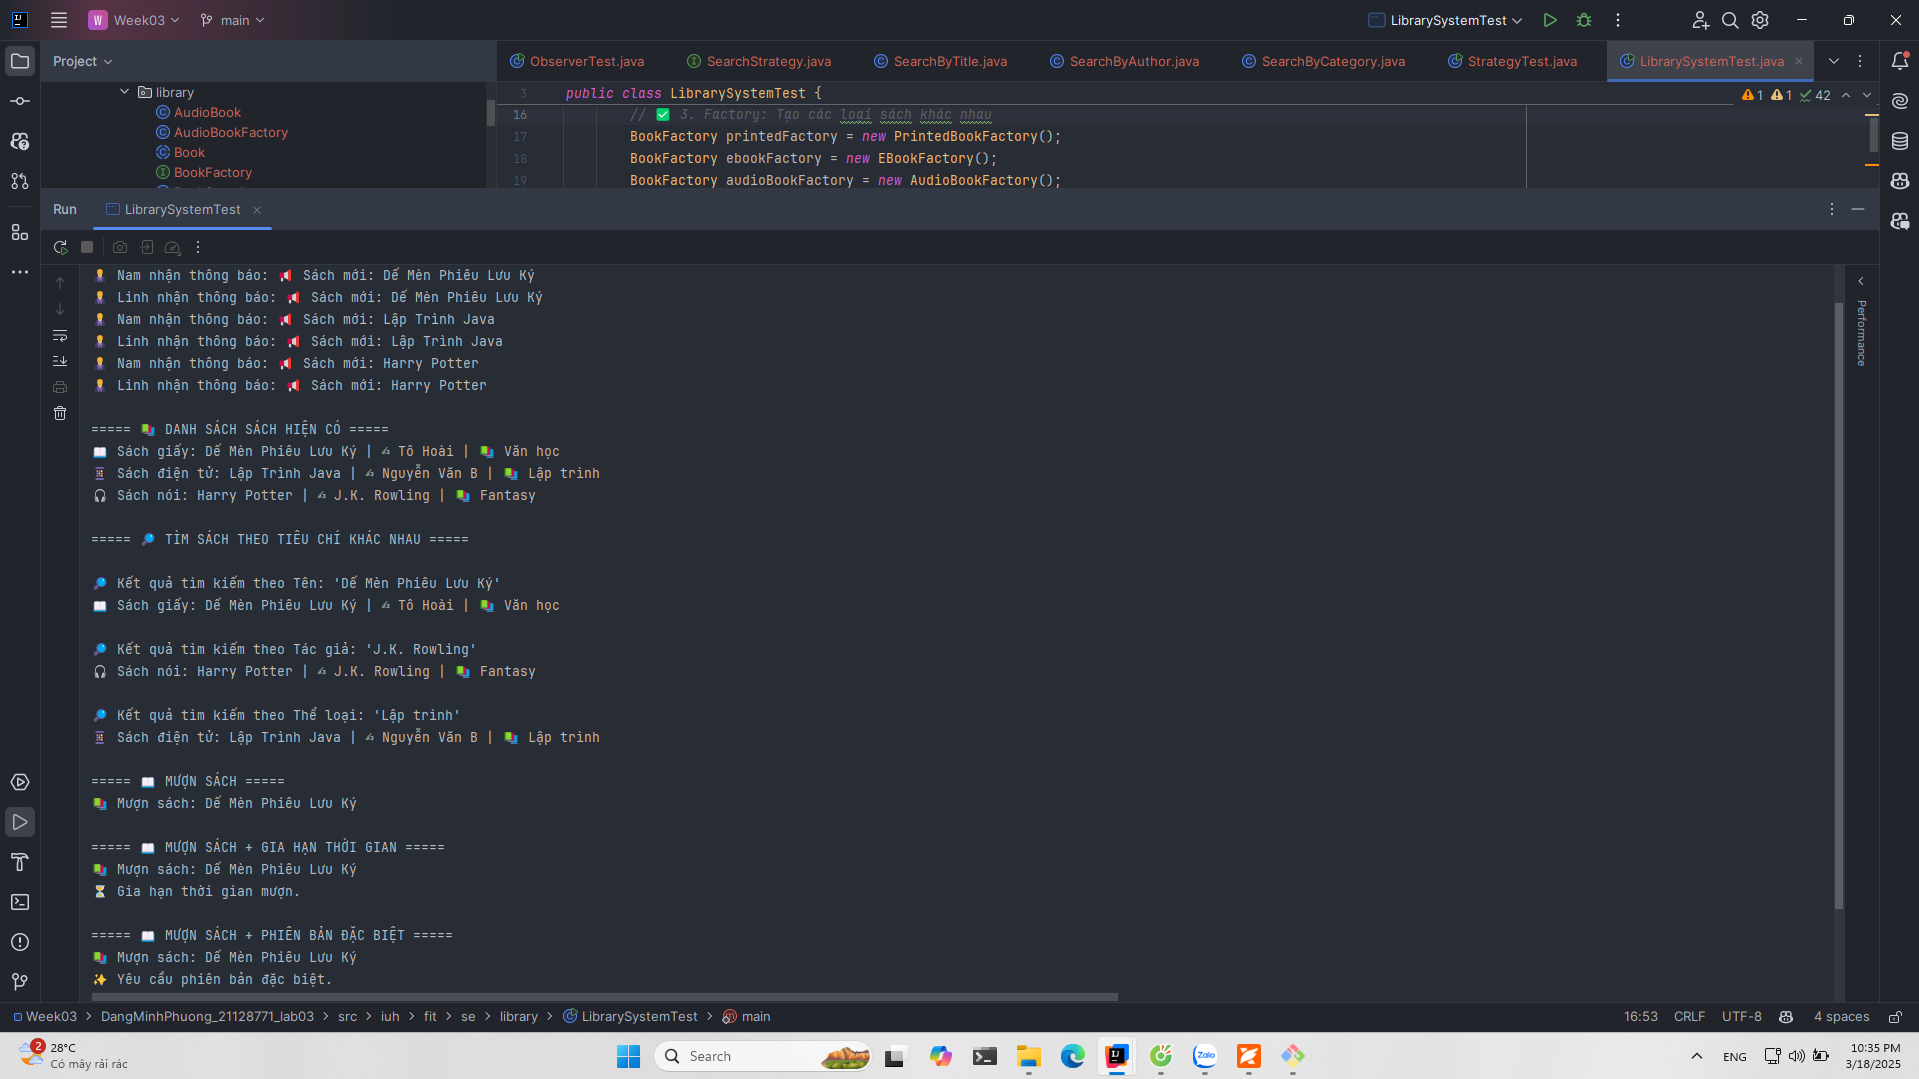 Week03
main
LibrarySystemTest
Project
ObserverTest.java
SearchStrategy.java
SearchByTitle.java
SearchByAuthor.java
SearchByCategory.java
StrategyTest.java
LibrarySystemTest.java
library
AudioBook
AudioBookFactory
Book
BookFactory
3 public class LibrarySystemTest {
1 1 42
16 // ✅ 3. Factory: Tạo các loại sách khác nhau
17 BookFactory printedFactory = new PrintedBookFactory();
18 BookFactory ebookFactory = new EBookFactory();
19 BookFactory audioBookFactory = new AudioBookFactory();
Run LibrarySystemTest
Nam nhận thông báo: 📢 Sách mới: Dế Mèn Phiêu Lưu Ký
Linh nhận thông báo: 📢 Sách mới: Dế Mèn Phiêu Lưu Ký
Nam nhận thông báo: 📢 Sách mới: Lập Trình Java
Linh nhận thông báo: 📢 Sách mới: Lập Trình Java
Nam nhận thông báo: 📢 Sách mới: Harry Potter
Linh nhận thông báo: 📢 Sách mới: Harry Potter
===== 📚 DANH SÁCH SÁCH HIỆN CÓ =====
📖 Sách giấy: Dế Mèn Phiêu Lưu Ký | ✍ Tô Hoài | 📚 Văn học
Sách điện tử: Lập Trình Java | ✍ Nguyễn Văn B | 📚 Lập trình
🎧 Sách nói: Harry Potter | ✍ J.K. Rowling | 📚 Fantasy
===== 🔎 TÌM SÁCH THEO TIÊU CHÍ KHÁC NHAU =====
🔎 Kết quả tìm kiếm theo Tên: 'Dế Mèn Phiêu Lưu Ký'
📖 Sách giấy: Dế Mèn Phiêu Lưu Ký | ✍ Tô Hoài | 📚 Văn học
🔎 Kết quả tìm kiếm theo Tác giả: 'J.K. Rowling'
🎧 Sách nói: Harry Potter | ✍ J.K. Rowling | 📚 Fantasy
🔎 Kết quả tìm kiếm theo Thể loại: 'Lập trình'
Sách điện tử: Lập Trình Java | ✍ Nguyễn Văn B | 📚 Lập trình
===== 📖 MƯỢN SÁCH =====
📚 Mượn sách: Dế Mèn Phiêu Lưu Ký
===== 📖 MƯỢN SÁCH + GIA HẠN THỜI GIAN =====
📚 Mượn sách: Dế Mèn Phiêu Lưu Ký
⏳ Gia hạn thời gian mượn.
===== 📖 MƯỢN SÁCH + PHIÊN BẢN ĐẶC BIỆT =====
📚 Mượn sách: Dế Mèn Phiêu Lưu Ký
✨ Yêu cầu phiên bản đặc biệt.
Performance
Week03 > DangMinhPhuong_21128771_lab03 > src > iuh > fit > se > library > LibrarySystemTest > main
16:53 CRLF UTF-8 4 spaces
2
28°C
Có mây rải rác
Search
Zalo
ENG
10:35 PM
3/18/2025